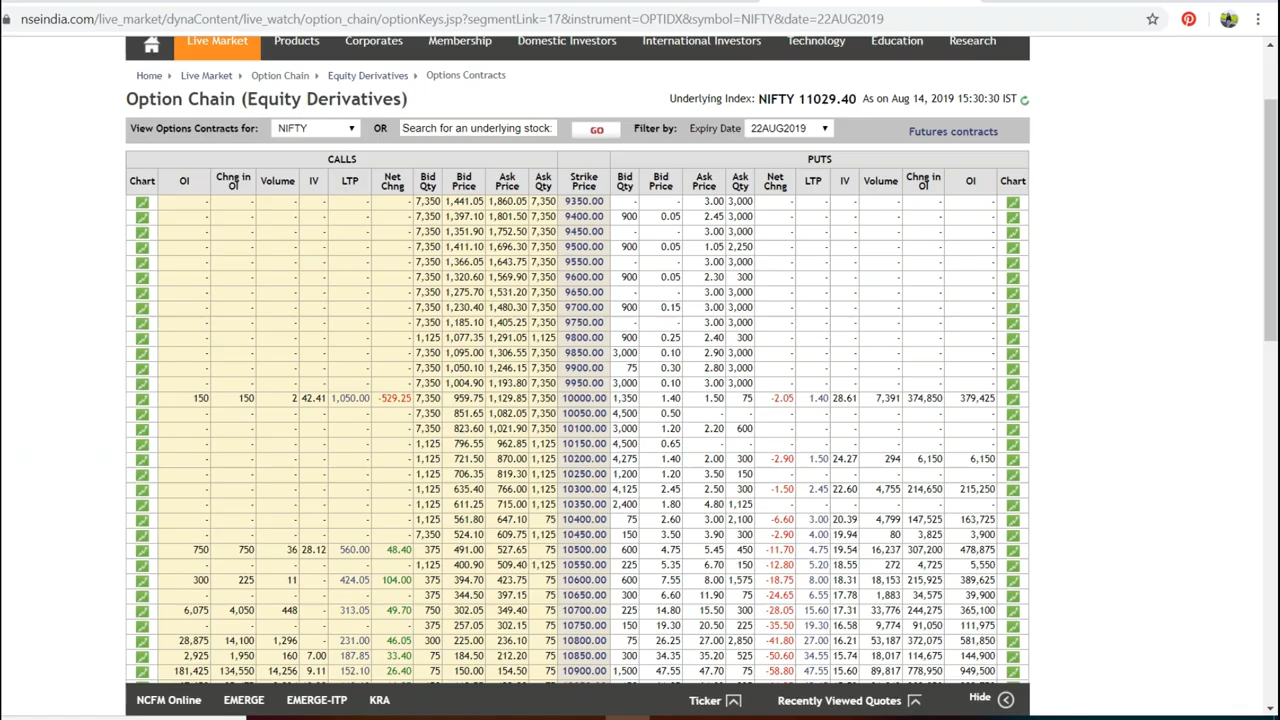 nseindia.com/live_market/dynaContent/live_watch/option_chain/optionKeys.jsp?segmentLink=17&instrument=OPTIDX&symbol=NIFTY&date=22AUG2019
Live Market Products Corporates Membership Domestic Investors International Investors Technology Education Research
Home Live Market Option Chain Equity Derivatives Options Contracts
Option Chain (Equity Derivatives) Underlying Index: NIFTY 11029.40 As on Aug 14, 2019 15:30:30 IST
View Options Contracts for: NIFTY OR Search for an underlying stock: GO Filter by: Expiry Date 22AUG2019 Futures contracts
CALLS PUTS
Chart OI Chng in OI Volume IV LTP Net Chng Bid Qty Bid Price Ask Price Ask Qty Strike Price Bid Qty Bid Price Ask Price Ask Qty Net Chng LTP IV Volume Chng in OI OI Chart
- - - - - - 7,350 1,441.05 1,860.05 7,350 9350.00 - - 3.00 3,000 - - - - - -
- - - - - - 7,350 1,397.10 1,801.50 7,350 9400.00 900 0.05 2.45 3,000 - - - - - -
- - - - - - 7,350 1,351.90 1,752.50 7,350 9450.00 - - 3.00 3,000 - - - - - -
- - - - - - 7,350 1,411.10 1,696.30 7,350 9500.00 900 0.05 1.05 2,250 - - - - - -
- - - - - - 7,350 1,366.05 1,643.75 7,350 9550.00 - - 3.00 3,000 - - - - - -
- - - - - - 7,350 1,320.60 1,569.90 7,350 9600.00 900 0.05 2.30 300 - - - - - -
- - - - - - 7,350 1,275.70 1,531.20 7,350 9650.00 - - 3.00 3,000 - - - - - -
- - - - - - 7,350 1,230.40 1,480.30 7,350 9700.00 900 0.15 3.00 3,000 - - - - - -
- - - - - - 7,350 1,185.10 1,405.25 7,350 9750.00 - - 3.00 3,000 - - - - - -
- - - - - - 1,125 1,077.35 1,291.05 1,125 9800.00 900 0.25 2.40 300 - - - - - -
- - - - - - 7,350 1,095.00 1,306.55 7,350 9850.00 3,000 0.10 2.90 3,000 - - - - - -
- - - - - - 7,350 1,050.10 1,246.15 7,350 9900.00 75 0.30 2.80 3,000 - - - - - -
- - - - - - 7,350 1,004.90 1,193.80 7,350 9950.00 3,000 0.10 3.00 3,000 - - - - - -
150 150 2 42.41 1,050.00 -529.25 7,350 959.75 1,129.85 7,350 10000.00 1,350 1.40 1.50 75 -2.05 1.40 28.61 7,391 374,850 379,425
- - - - - - 7,350 851.65 1,082.05 7,350 10050.00 4,500 0.50 - - - - - - - -
- - - - - - 7,350 823.60 1,021.90 7,350 10100.00 3,000 1.20 2.20 600 - - - - - -
- - - - - - 1,125 796.55 962.85 1,125 10150.00 4,500 0.65 - - - - - - - -
- - - - - - 1,125 721.50 870.00 1,125 10200.00 4,275 1.40 2.00 300 -2.90 1.50 24.27 294 6,150 6,150
- - - - - - 1,125 706.35 819.30 1,125 10250.00 1,200 1.20 3.50 150 - - - - - -
- - - - - - 1,125 635.40 766.00 1,125 10300.00 4,125 2.45 2.50 300 -1.50 2.45 22.60 4,755 214,650 215,250
- - - - - - 1,125 611.25 715.00 1,125 10350.00 2,400 1.80 4.80 1,125 - - - - - -
- - - - - - 1,125 561.80 647.10 75 10400.00 75 2.60 3.00 2,100 -6.60 3.00 20.39 4,799 147,525 163,725
- - - - - - 7,350 524.10 609.75 1,125 10450.00 150 3.50 3.90 300 -2.90 4.00 19.94 80 3,825 3,900
750 750 36 28.12 560.00 48.40 375 491.00 527.65 75 10500.00 600 4.75 5.45 450 -11.70 4.75 19.54 16,237 307,200 478,875
- - - - - - 1,125 400.90 509.40 1,125 10550.00 225 5.35 6.70 150 -12.80 5.20 18.55 272 4,725 5,550
300 225 11 - 424.05 104.00 375 394.70 423.75 75 10600.00 600 7.55 8.00 1,575 -18.75 8.00 18.31 18,153 215,925 389,625
- - - - - - 375 344.50 397.15 75 10650.00 300 6.60 11.90 75 -24.65 6.55 17.78 1,883 34,575 39,900
6,075 4,050 448 - 313.05 49.70 750 302.05 349.40 75 10700.00 225 14.80 15.50 300 -28.05 15.60 17.31 33,776 244,275 365,100
- - - - - - 375 257.05 302.15 75 10750.00 150 19.30 20.50 225 -35.50 19.30 16.58 9,774 91,050 111,975
28,875 14,100 1,296 - 231.00 46.05 300 225.00 236.10 75 10800.00 75 26.25 27.00 2,850 -41.80 27.00 16.21 53,187 372,075 581,850
2,925 1,950 160 7.00 187.85 33.40 75 184.50 212.20 75 10850.00 300 34.35 35.20 525 -50.60 34.55 15.74 18,018 114,675 144,900
181,425 134,550 14,256 9.11 152.10 26.40 75 150.00 154.50 75 10900.00 1,500 47.55 47.70 75 -58.80 47.55 15.60 89,817 778,950 949,500
NCFM Online EMERGE EMERGE-ITP KRA Ticker Recently Viewed Quotes Hide